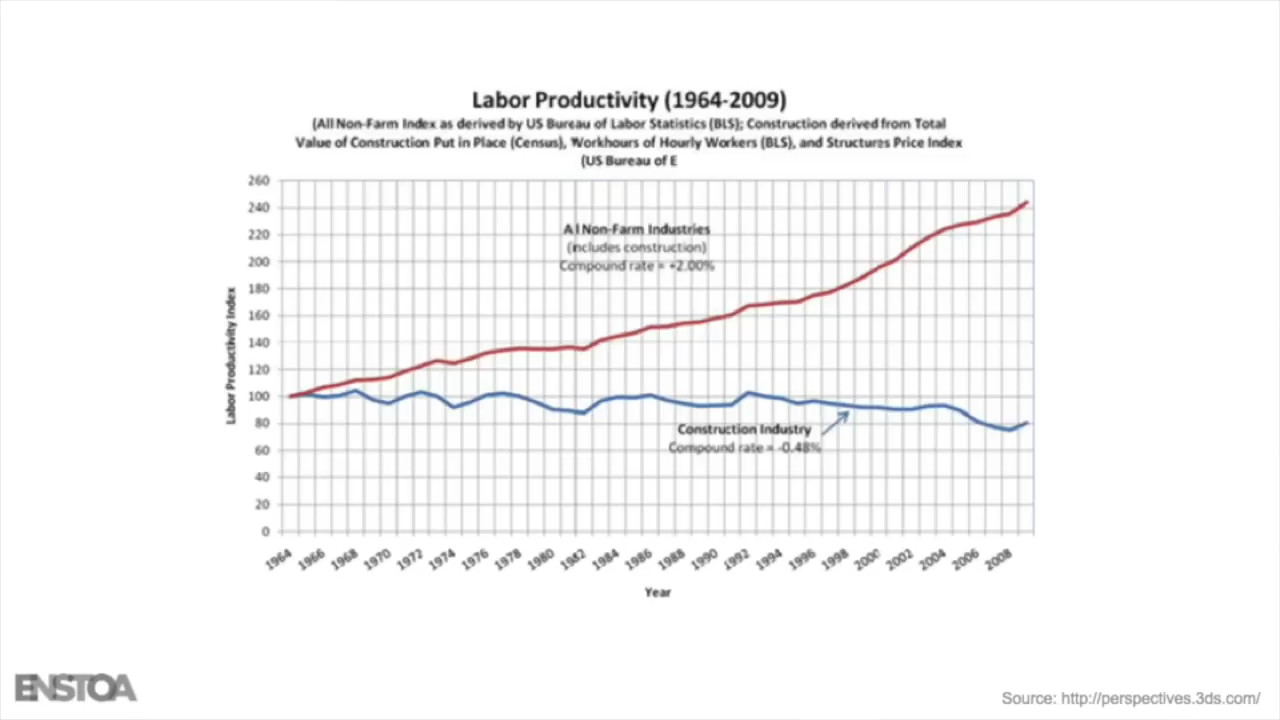 Labor Productivity (1964-2009)
(All Non-Farm Index as derived by US Bureau of Labor Statistics (BLS); Construction derived from Total
Value of Construction Put in Place (Census), Workhours of Hourly Workers (BLS), and Structures Price Index
(US Bureau of E
260
240
220
200
180
160
140
120
100
80
60
40
20
0
Labor Productivity Index
All Non-Farm Industries
(includes construction)
Compound rate = +2.00%
Construction Industry
Compound rate = -0.48%
1964 1966 1968 1970 1972 1974 1976 1978 1980 1982 1984 1986 1988 1990 1992 1994 1996 1998 2000 2002 2004 2006 2008
Year
ENSTOA
Source: http://perspectives.3ds.com/